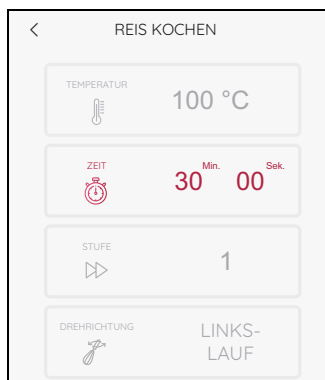 REIS KOCHEN
TEMPERATUR
100 °C
ZEIT
30 Min. 00 Sek.
STUFE
1
DREHRICHTUNG
LINKS-
LAUF